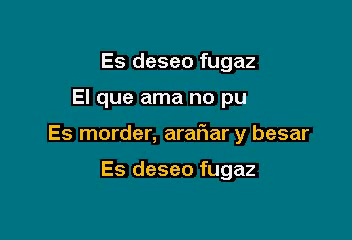 Es deseo fugaz
El que ama no pu
Es morder, arañar y besar
Es deseo fugaz